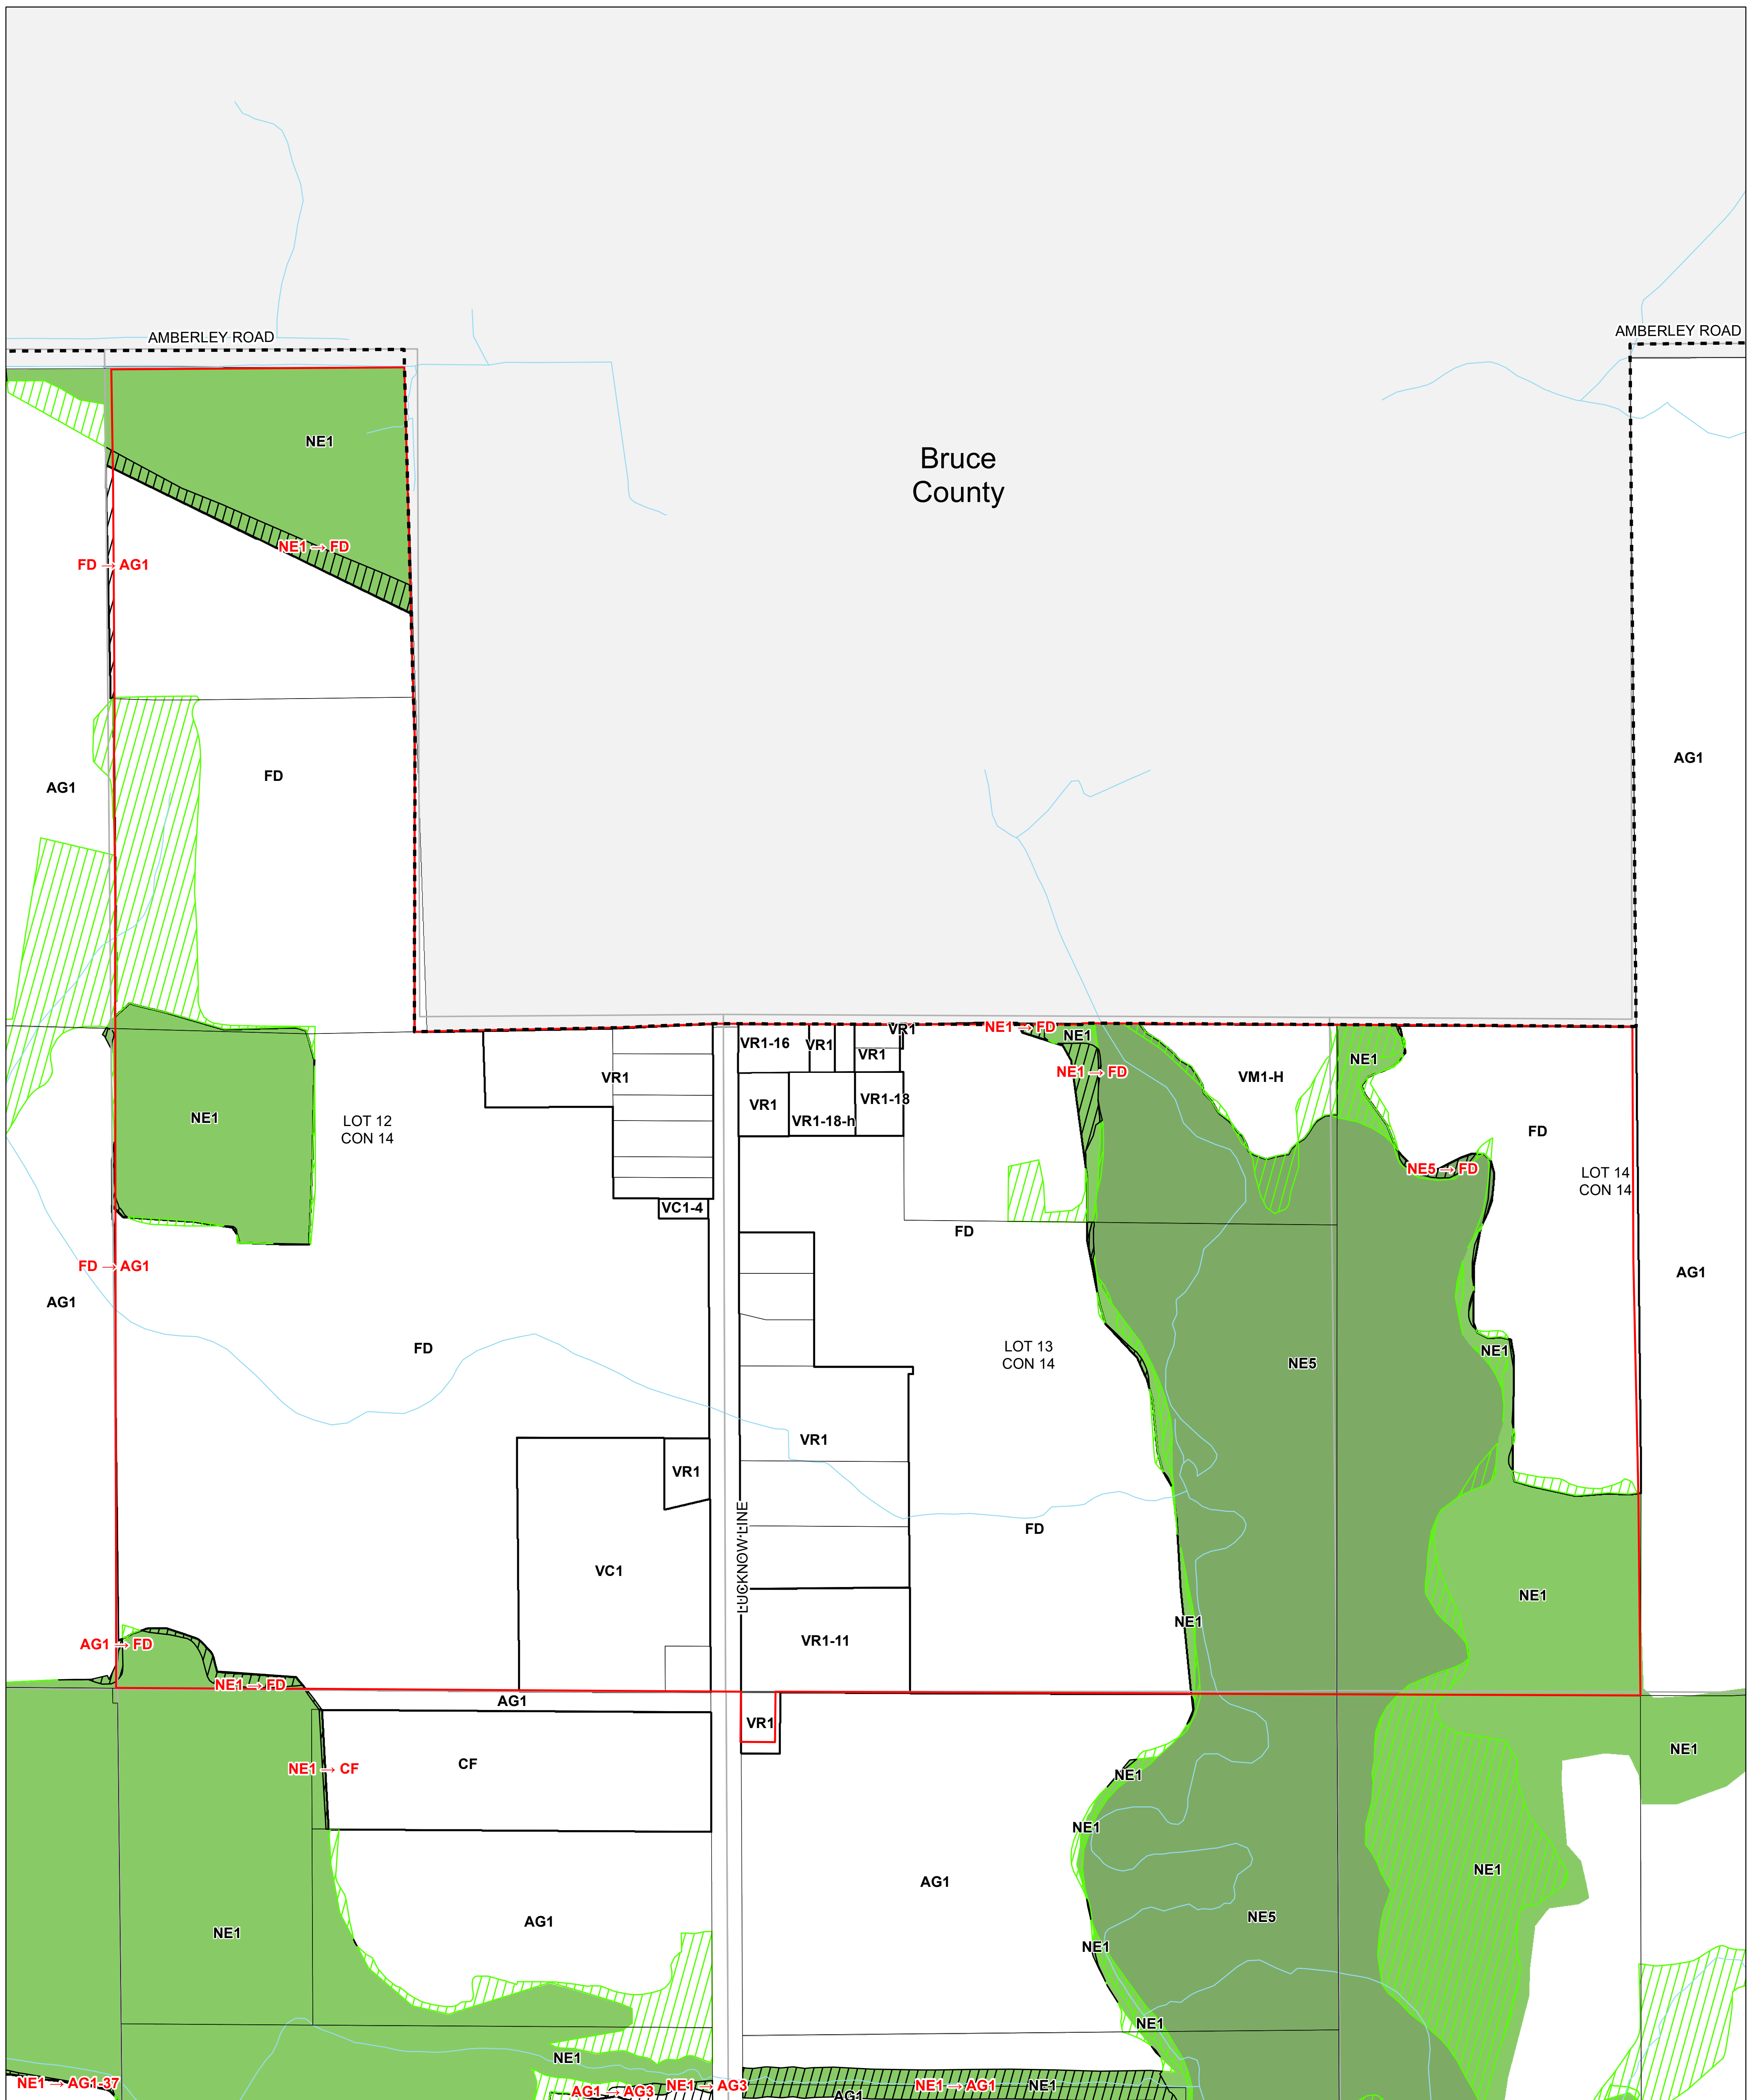 AMBERLEY ROAD
AMBERLEY ROAD
NE1
Bruce
County
NE1 → FD
FD → AG1
AG1
FD
AG1
VR1-16
VR1
VR1
VR1
NE1 → FD
NE1
NE1
NE1 → FD
VR1
VM1-H
VR1
VR1-18-h
VR1-18
NE1
LOT 12
CON 14
FD
NE5 → FD
LOT 14
CON 14
VC1-4
FD
FD → AG1
AG1
AG1
FD
LOT 13
CON 14
NE1
NE5
VR1
VR1
LUCKNOW LINE
FD
VC1
NE1
NE1
VR1-11
AG1 → FD
NE1 → FD
AG1
VR1
NE1
CF
NE1 → CF
NE1
NE1
NE1
AG1
AG1
NE5
NE1
NE1
NE1
NE1
NE1 → AG1-37
AG1 → AG3
NE1 → AG3
NE1 → AG1
NE1
AG1